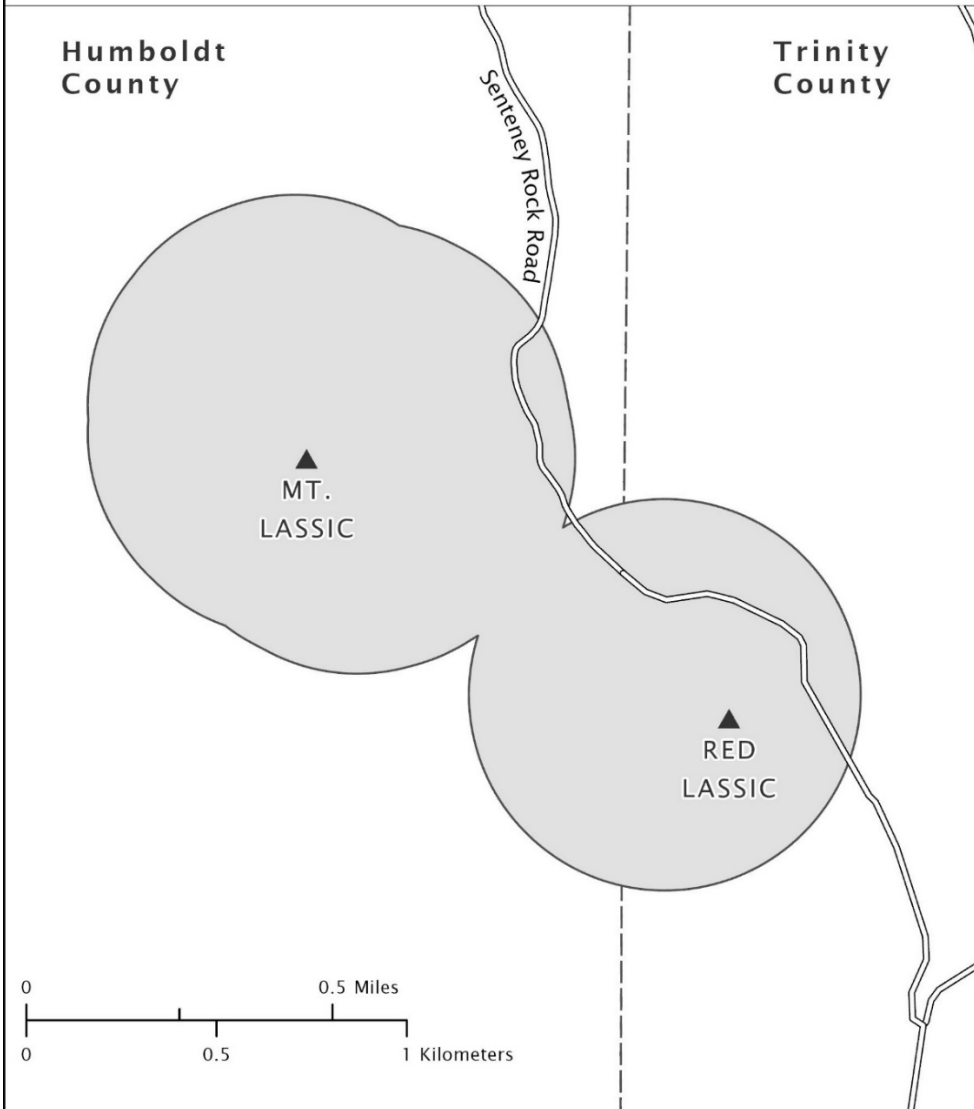 Humboldt
County
Trinity
County
Senteney Rock Road
MT.
LASSIC
RED
LASSIC
0 0.5 Miles
0 0.5 1 Kilometers